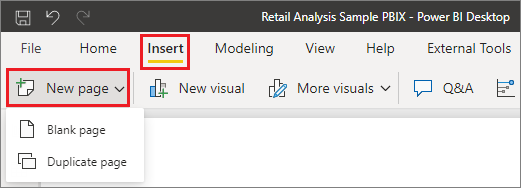 Retail Analysis Sample PBIX - Power BI Desktop
File Home Insert Modeling View Help External Tools
New page New visual More visuals Q&A
Blank page
Duplicate page